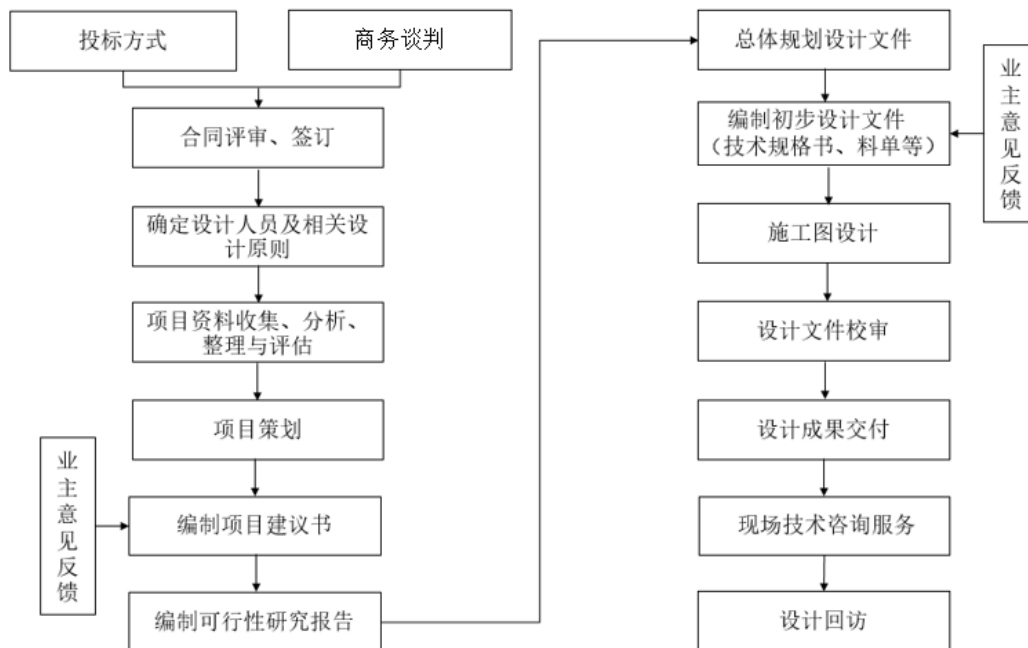 投标方式
商务谈判
合同评审、签订
确定设计人员及相关设
计原则
项目资料收集、分析、
整理与评估
项目策划
业主意见反馈
编制项目建议书
编制可行性研究报告
总体规划设计文件
编制初步设计文件
（技术规格书、料单等）
业主意见反馈
施工图设计
设计文件校审
设计成果交付
现场技术咨询服务
设计回访